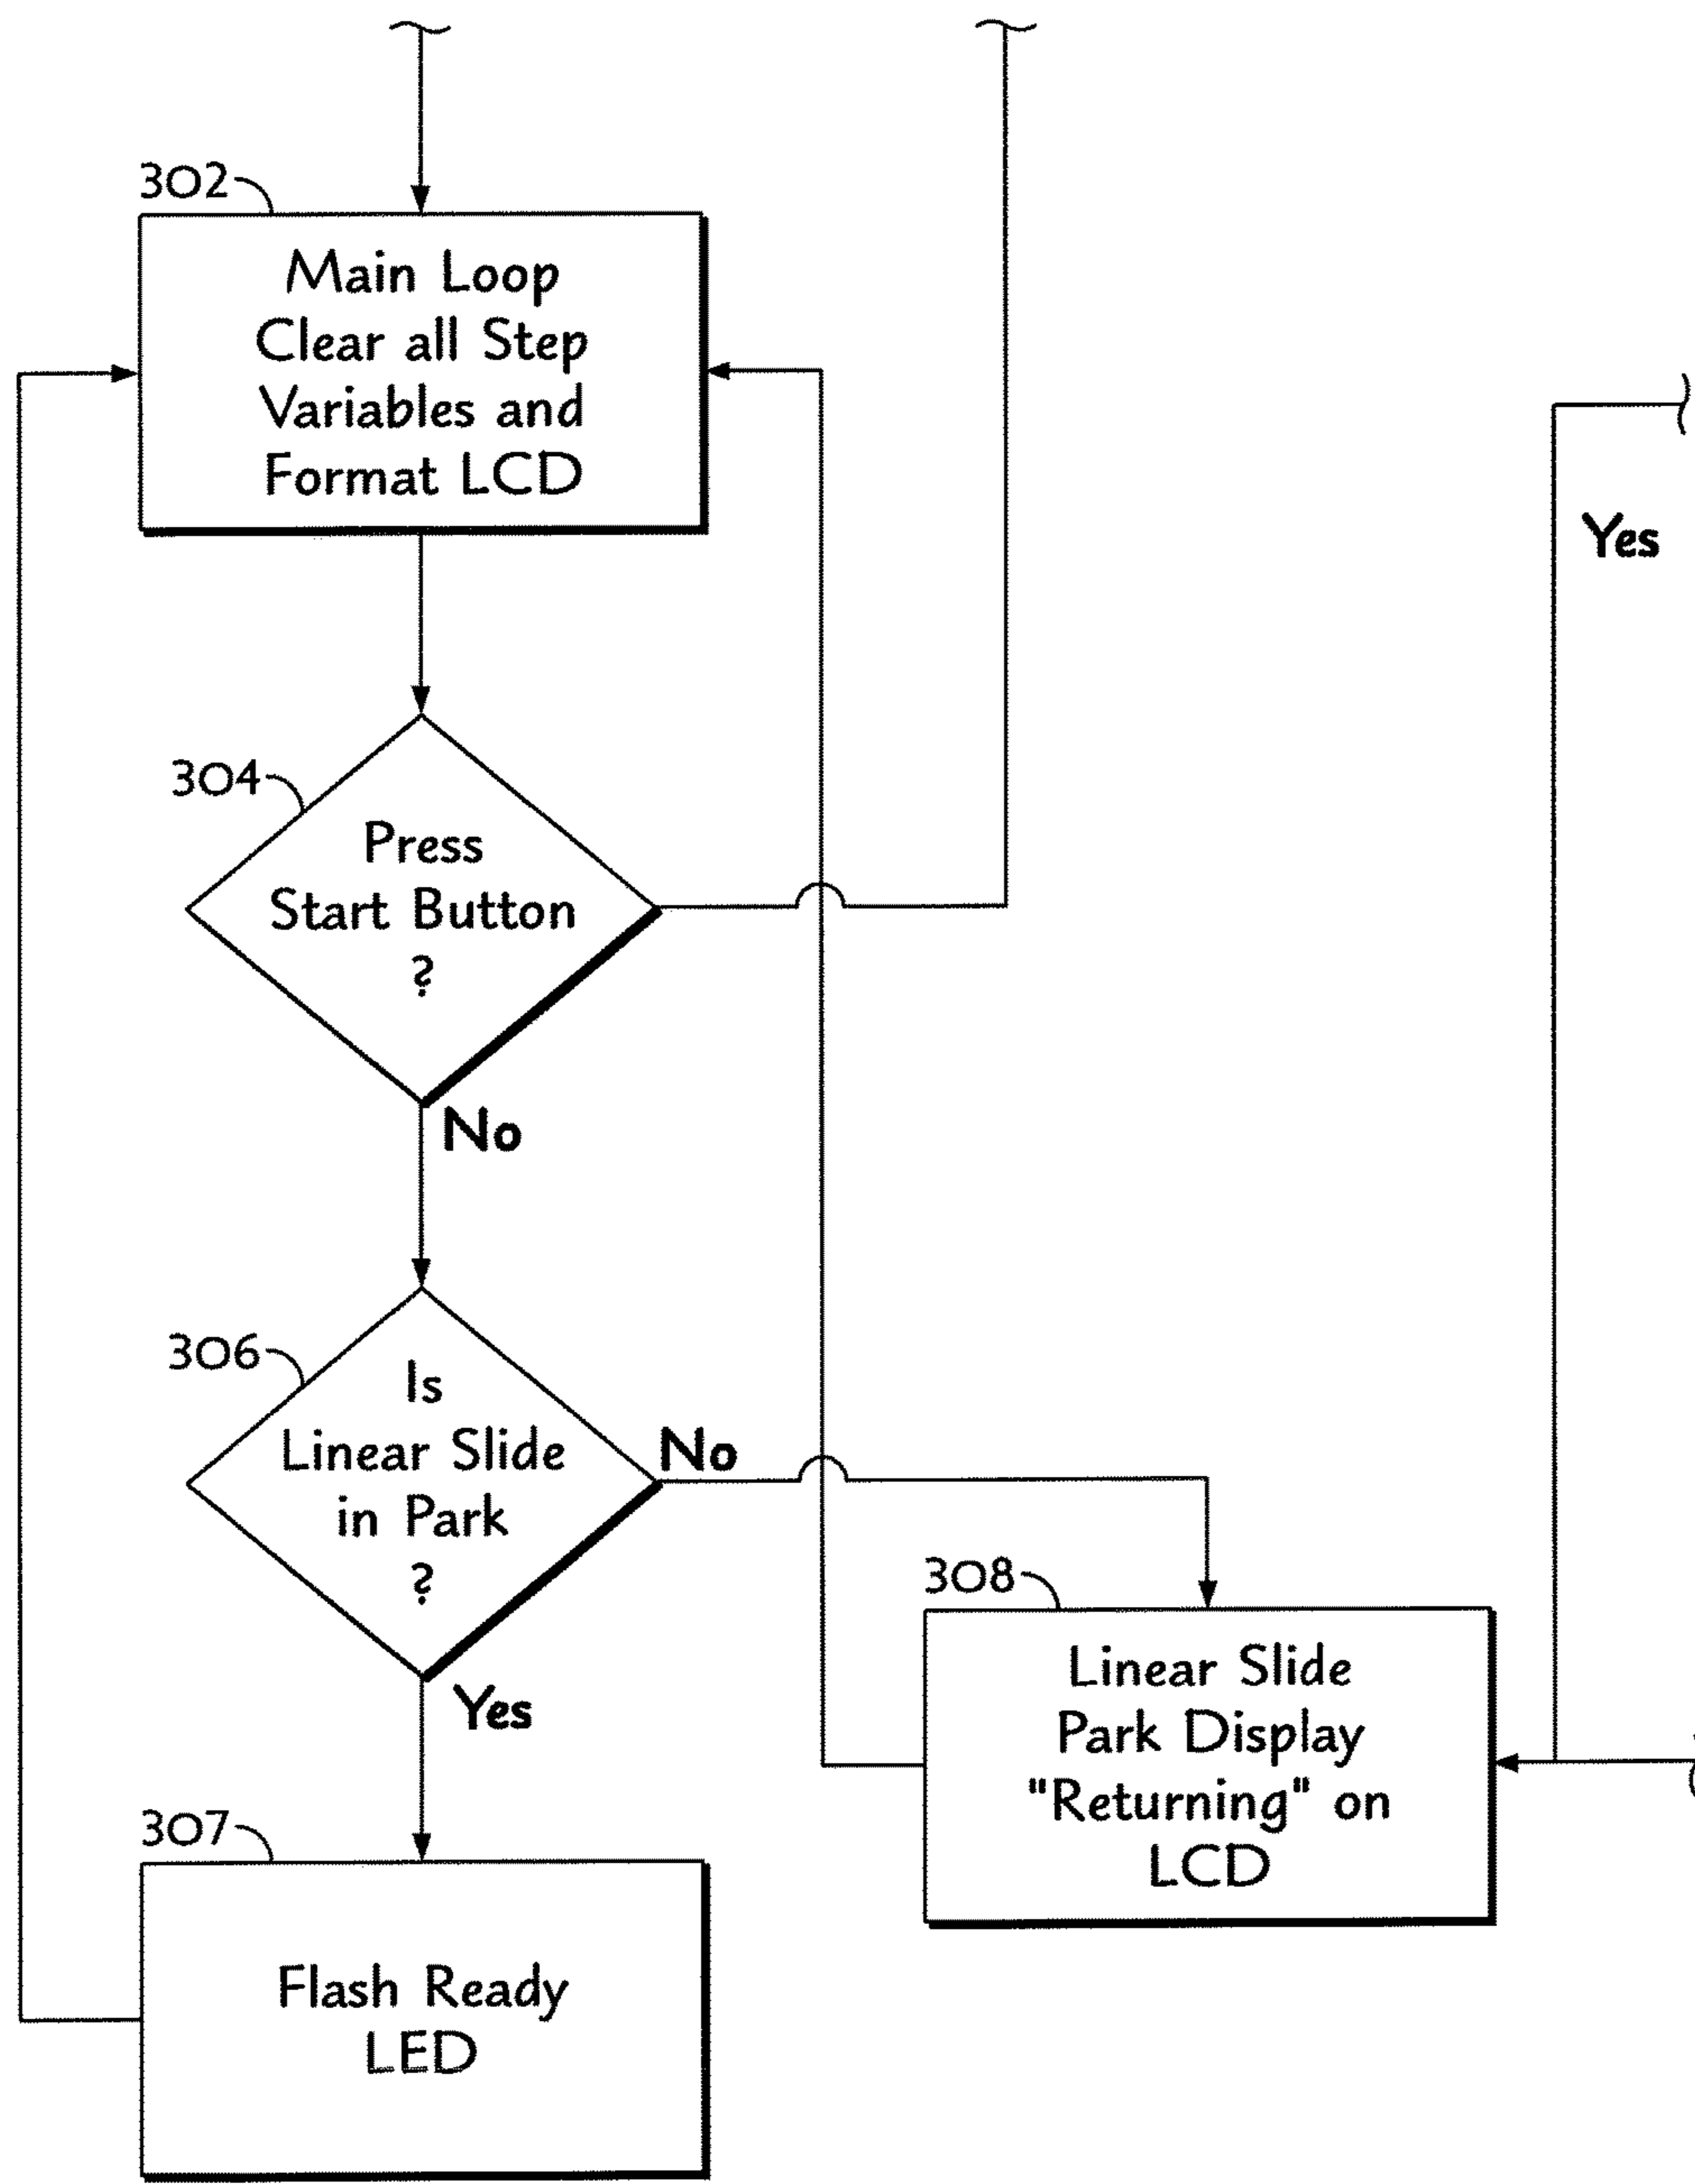 302
Main Loop
Clear all Step
Variables and
Format LCD
Yes
304
Press
Start Button
?
No
306
Is
Linear Slide
in Park
?
No
Yes
308
Linear Slide
Park Display
"Returning" on
LCD
307
Flash Ready
LED